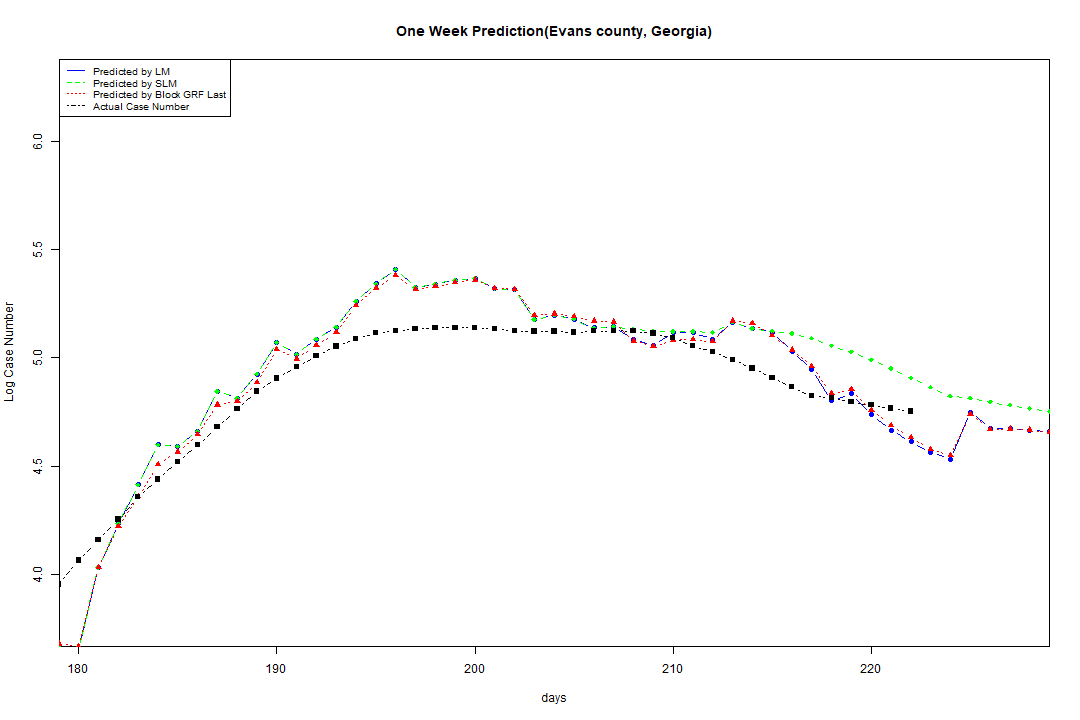 One Week Prediction(Evans county, Georgia)
Predicted by LM
Predicted by SLM
Predicted by Block GRF Last
Actual Case Number
6.0
5.5
5.0
4.5
4.0
Log Case Number
180 190 200 210 220
days